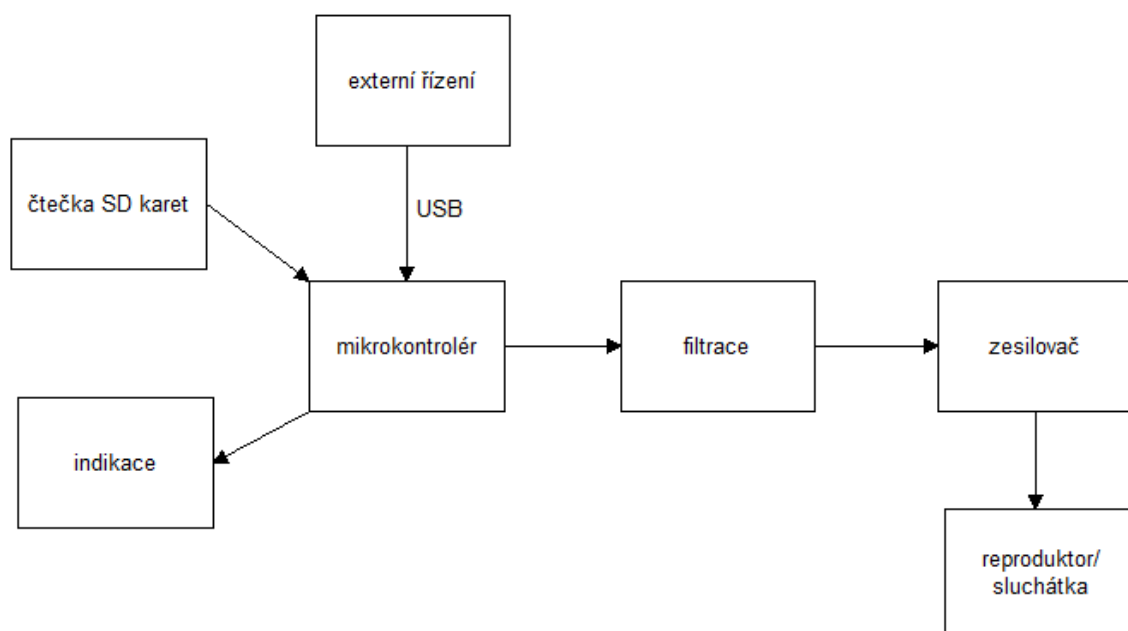 externí řízení
čtečka SD karet
USB
mikrokontrolér
filtrace
zesilovač
indikace
reproduktor/
sluchátka